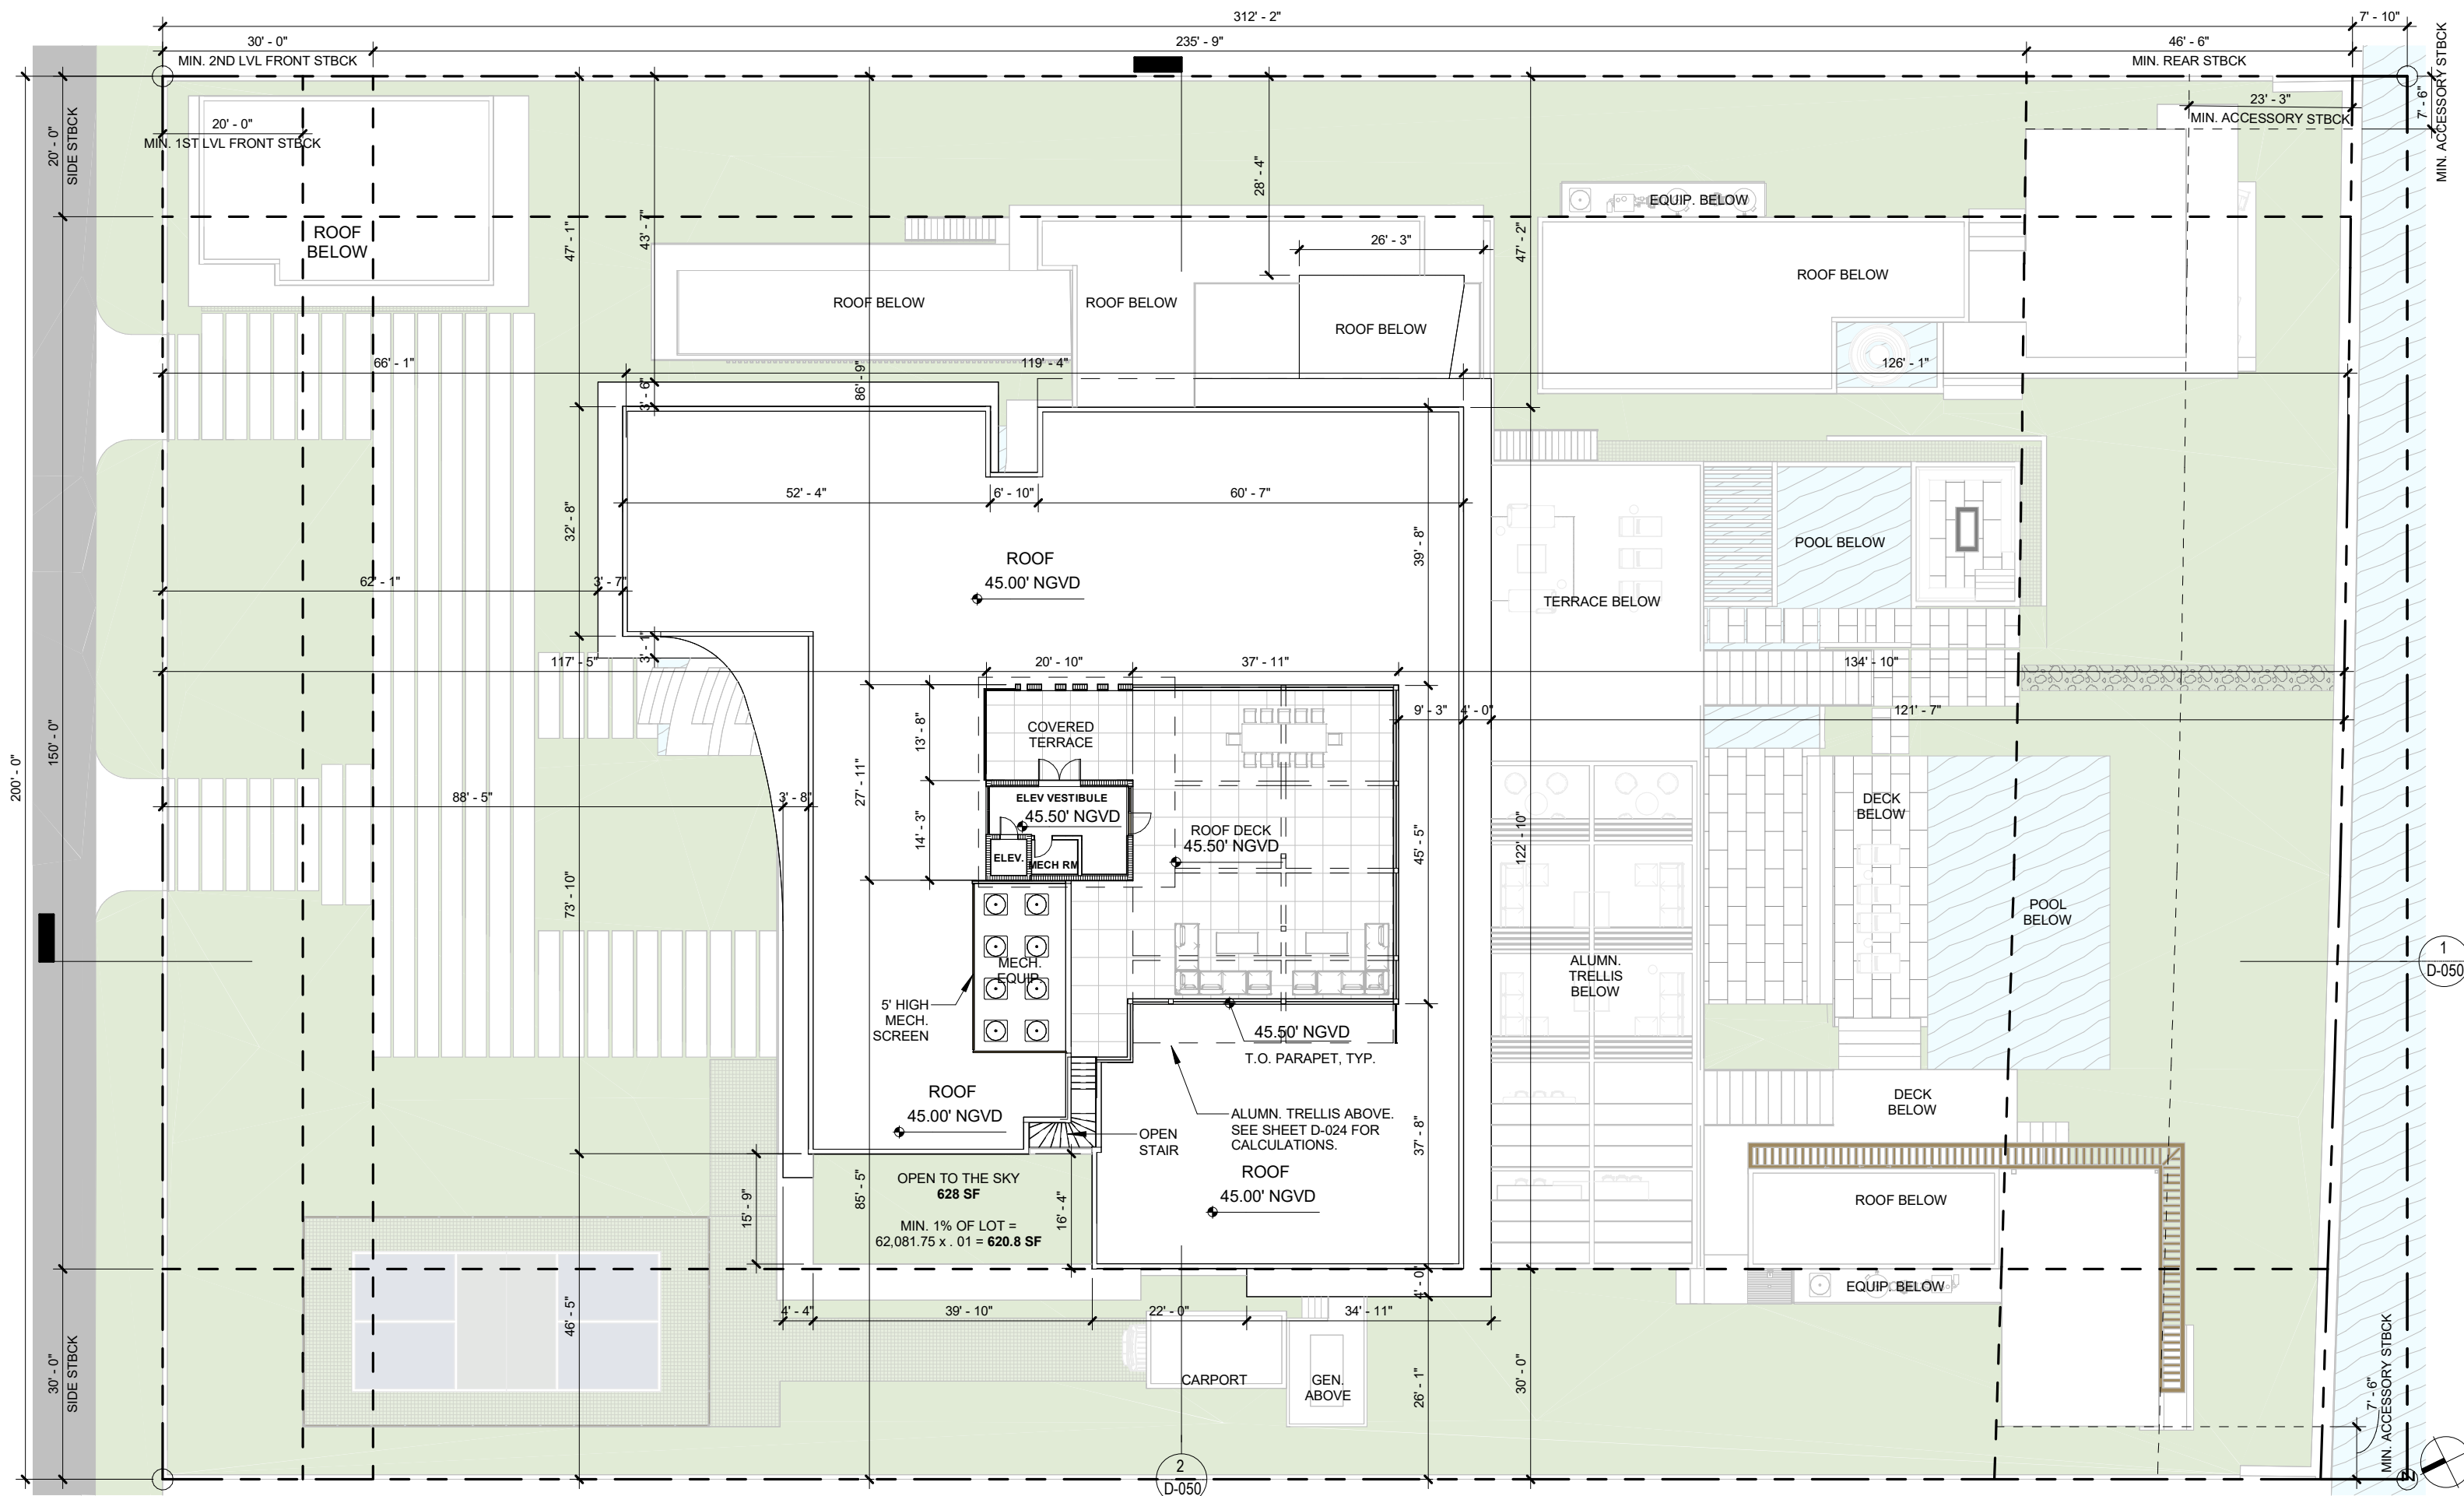 312' - 2"
7' - 10"
30' - 0"
235' - 9"
46' - 6"
MIN. 2ND LVL FRONT STBCK
MIN. REAR STBCK
MIN. ACCESSORY STBCK
7' - 6"
23' - 3"
MIN. ACCESSORY STBCK
20' - 0"
SIDE STBCK
20' - 0"
MIN. 1ST LVL FRONT STBCK
ROOF
BELOW
47' - 1"
43' - 7"
28' - 4"
47' - 2"
26' - 3"
EQUIP. BELOW
ROOF BELOW
ROOF BELOW
ROOF BELOW
ROOF BELOW
66' - 1"
119' - 4"
126' - 1"
86' - 9"
3' - 6"
52' - 4"
6' - 10"
60' - 7"
32' - 8"
39' - 8"
ROOF
45.00' NGVD
62' - 1"
3' - 7"
POOL BELOW
TERRACE BELOW
3' - 1"
117' - 5"
20' - 10"
37' - 11"
134' - 10"
9' - 3"
4' - 0"
121' - 7"
13' - 8"
COVERED
TERRACE
200' - 0"
150' - 0"
88' - 5"
3' - 8"
27' - 11"
14' - 3"
ELEV VESTIBULE
45.50' NGVD
ELEV.
MECH RM
ROOF DECK
45.50' NGVD
45' - 5"
122' - 10"
DECK
BELOW
73' - 10"
POOL
BELOW
MECH.
EQUIP.
5' HIGH
MECH.
SCREEN
ALUMN.
TRELLIS
BELOW
1
D-050
45.50' NGVD
T.O. PARAPET, TYP.
ROOF
45.00' NGVD
ALUMN. TRELLIS ABOVE.
SEE SHEET D-024 FOR
CALCULATIONS.
OPEN
STAIR
37' - 8"
DECK
BELOW
ROOF
45.00' NGVD
OPEN TO THE SKY
628 SF
MIN. 1% OF LOT =
62,081.75 x . 01 = 620.8 SF
15' - 9"
85' - 5"
16' - 4"
ROOF BELOW
EQUIP. BELOW
4' - 0"
4' - 4"
39' - 10"
22' - 0"
34' - 11"
46' - 5"
30' - 0"
SIDE STBCK
CARPORT
GEN.
ABOVE
26' - 1"
30' - 0"
7' - 6"
MIN. ACCESSORY STBCK
2
D-050
N